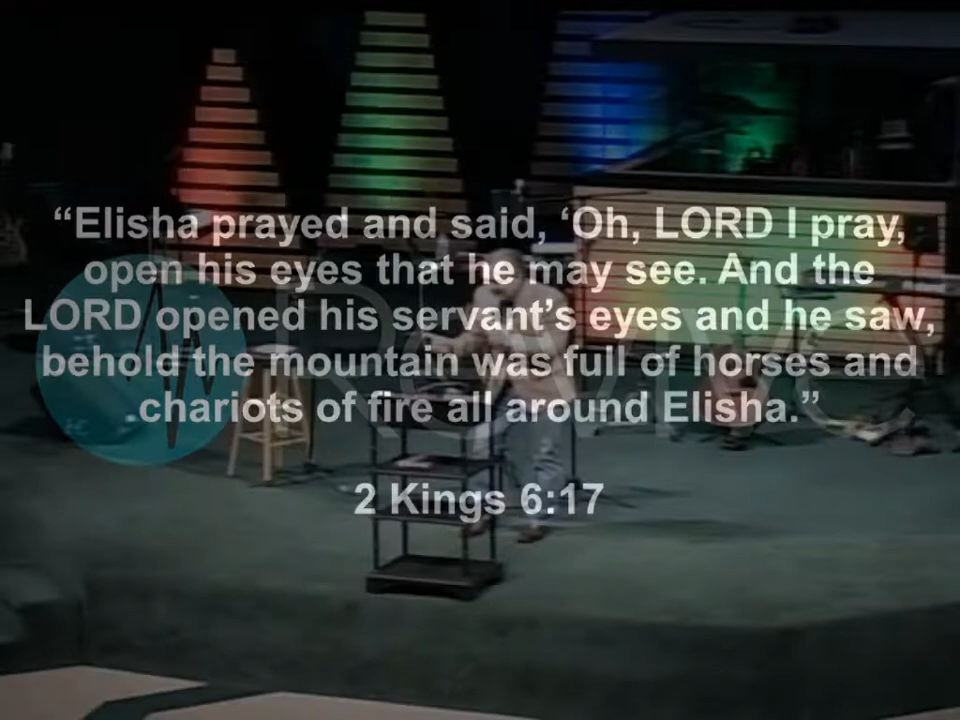 “Elisha prayed and said, ‘Oh, LORD I pray,
open his eyes that he may see. And the
LORD opened his servant’s eyes and he saw,
behold the mountain was full of horses and
chariots of fire all around Elisha.”
2 Kings 6:17
Revive